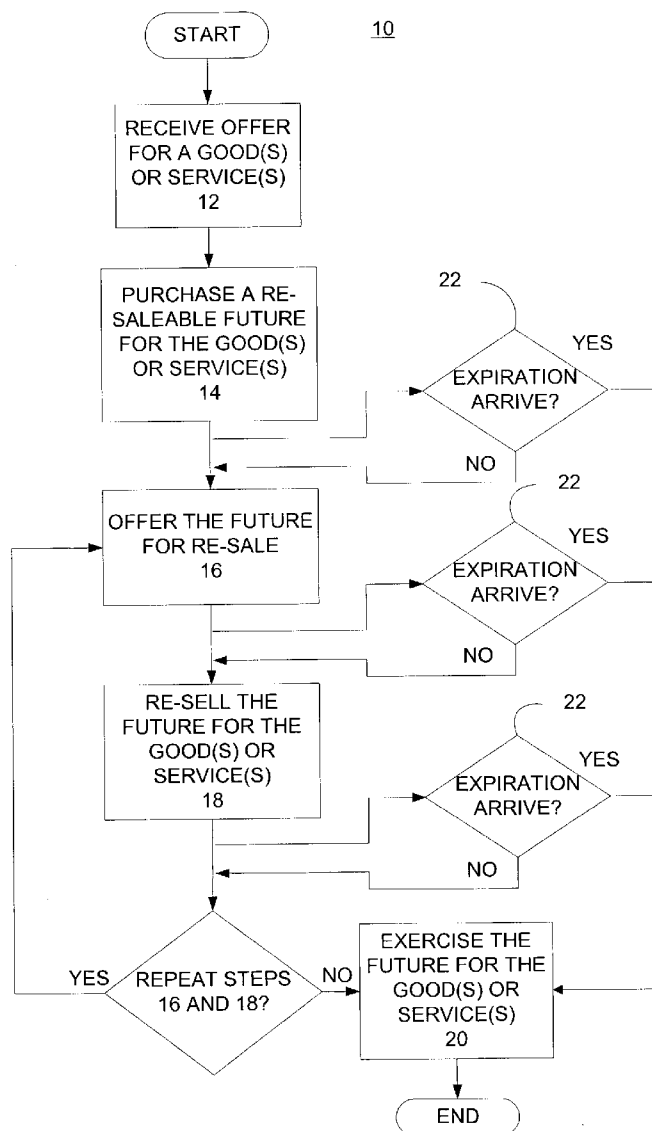 START
10
RECEIVE OFFER
FOR A GOOD(S)
OR SERVICE(S)
12
PURCHASE A RE-
SALEABLE FUTURE
FOR THE GOOD(S)
OR SERVICE(S)
14
22
YES
EXPIRATION
ARRIVE?
NO
OFFER THE FUTURE
FOR RE-SALE
16
22
YES
EXPIRATION
ARRIVE?
NO
RE-SELL THE
FUTURE FOR THE
GOOD(S) OR
SERVICE(S)
18
22
YES
EXPIRATION
ARRIVE?
NO
YES
REPEAT STEPS
16 AND 18?
NO
EXERCISE THE
FUTURE FOR THE
GOOD(S) OR
SERVICE(S)
20
END